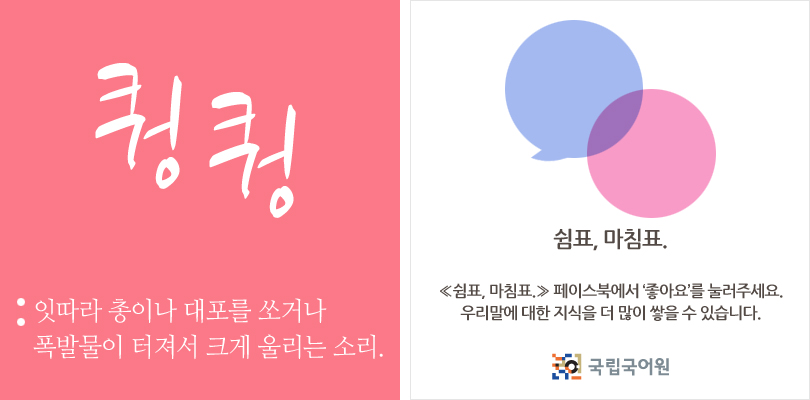 퀑퀑
: 잇따라 총이나 대포를 쏘거나
폭발물이 터져서 크게 울리는 소리.
쉼표, 마침표.
≪쉼표, 마침표.≫ 페이스북에서 ‘좋아요’를 눌러주세요.
우리말에 대한 지식을 더 많이 쌓을 수 있습니다.
국립국어원